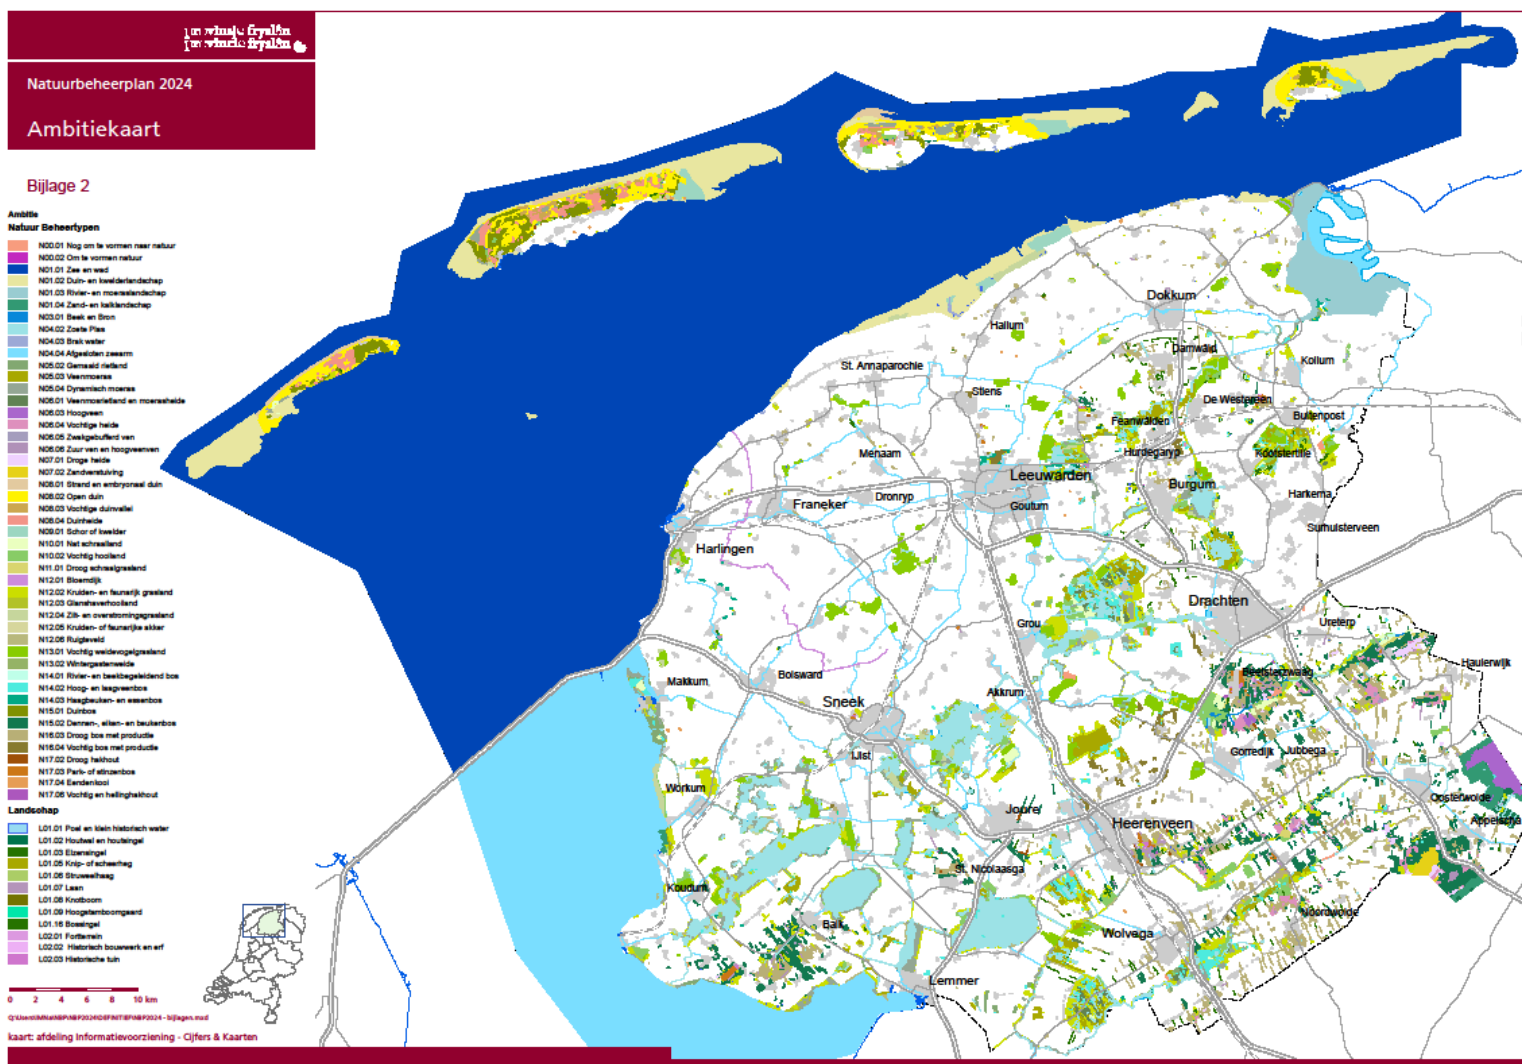 provinsje fryslân
provincie fryslân
Natuurbeheerplan 2024
Ambitiekaart
Bijlage 2
Ambitie
Natuur Beheertypen
N00.01 Nog om te vormen naar natuur
N00.02 Om te vormen natuur
N01.01 Zee en wad
N01.02 Duin- en kwelderlandschap
N01.03 Rivier- en moeraslandschap
N01.04 Zand- en kalklandschap
N03.01 Beek en Bron
N04.02 Zoete Plas
N04.03 Brak water
N04.04 Afgesloten zeearm
N05.02 Gemaaid rietland
N05.03 Veenmoeras
N05.04 Dynamisch moeras
N06.01 Veenmosrietland en moerasheide
N06.03 Hoogveen
N06.04 Vochtige heide
N06.05 Zwakgebufferd ven
N06.06 Zuur ven en hoogveenven
N07.01 Droge heide
N07.02 Zandverstuiving
N08.01 Strand en embryonaal duin
N08.02 Open duin
N08.03 Vochtige duinvallei
N08.04 Duinheide
N09.01 Schor of kwelder
N10.01 Nat schraalland
N10.02 Vochtig hooiland
N11.01 Droog schraalgrasland
N12.01 Bloemdijk
N12.02 Kruiden- en faunarijk grasland
N12.03 Glanshaverhooiland
N12.04 Zilt- en overstromingsgrasland
N12.05 Kruiden- of faunarijke akker
N12.06 Ruigteveld
N13.01 Vochtig weidevogelgrasland
N13.02 Wintergastenweide
N14.01 Rivier- en beekbegeleidend bos
N14.02 Hoog- en laagveenbos
N14.03 Haagbeuken- en essenbos
N15.01 Duinbos
N15.02 Dennen-, eiken- en beukenbos
N16.03 Droog bos met productie
N16.04 Vochtig bos met productie
N17.02 Droog hakhout
N17.03 Park- of stinzenbos
N17.04 Eendenkooi
N17.06 Vochtig en hellinghakhout
Landschap
L01.01 Poel en klein historisch water
L01.02 Houtwal en houtsingel
L01.03 Elzensingel
L01.05 Knip- of scheerheg
L01.06 Struweelhaag
L01.07 Laan
L01.08 Knotboom
L01.09 Hoogstamboomgaard
L01.16 Bossingel
L02.01 Fortterrein
L02.02 Historisch bouwwerk en erf
L02.03 Historische tuin
0 2 4 6 8 10 km
kaart: afdeling Informatievoorziening - Cijfers & Kaarten
Dokkum
Hallum
Damwâld
Kollum
St. Annaparochie
Stiens
De Westereen
Buitenpost
Feanwâlden
Menaam
Hurdegaryp
Kootstertille
Leeuwarden
Burgum
Harkema
Franeker
Dronryp
Goutum
Surhuisterveen
Harlingen
Drachten
Grou
Ureterp
Haulerwijk
Beetsterzwaag
Makkum
Bolsward
Akkrum
Sneek
IJlst
Gorredijk
Jubbega
Workum
Oosterwolde
Joure
Heerenveen
Appelscha
St. Nicolaasga
Koudum
Noordwolde
Balk
Wolvega
Lemmer